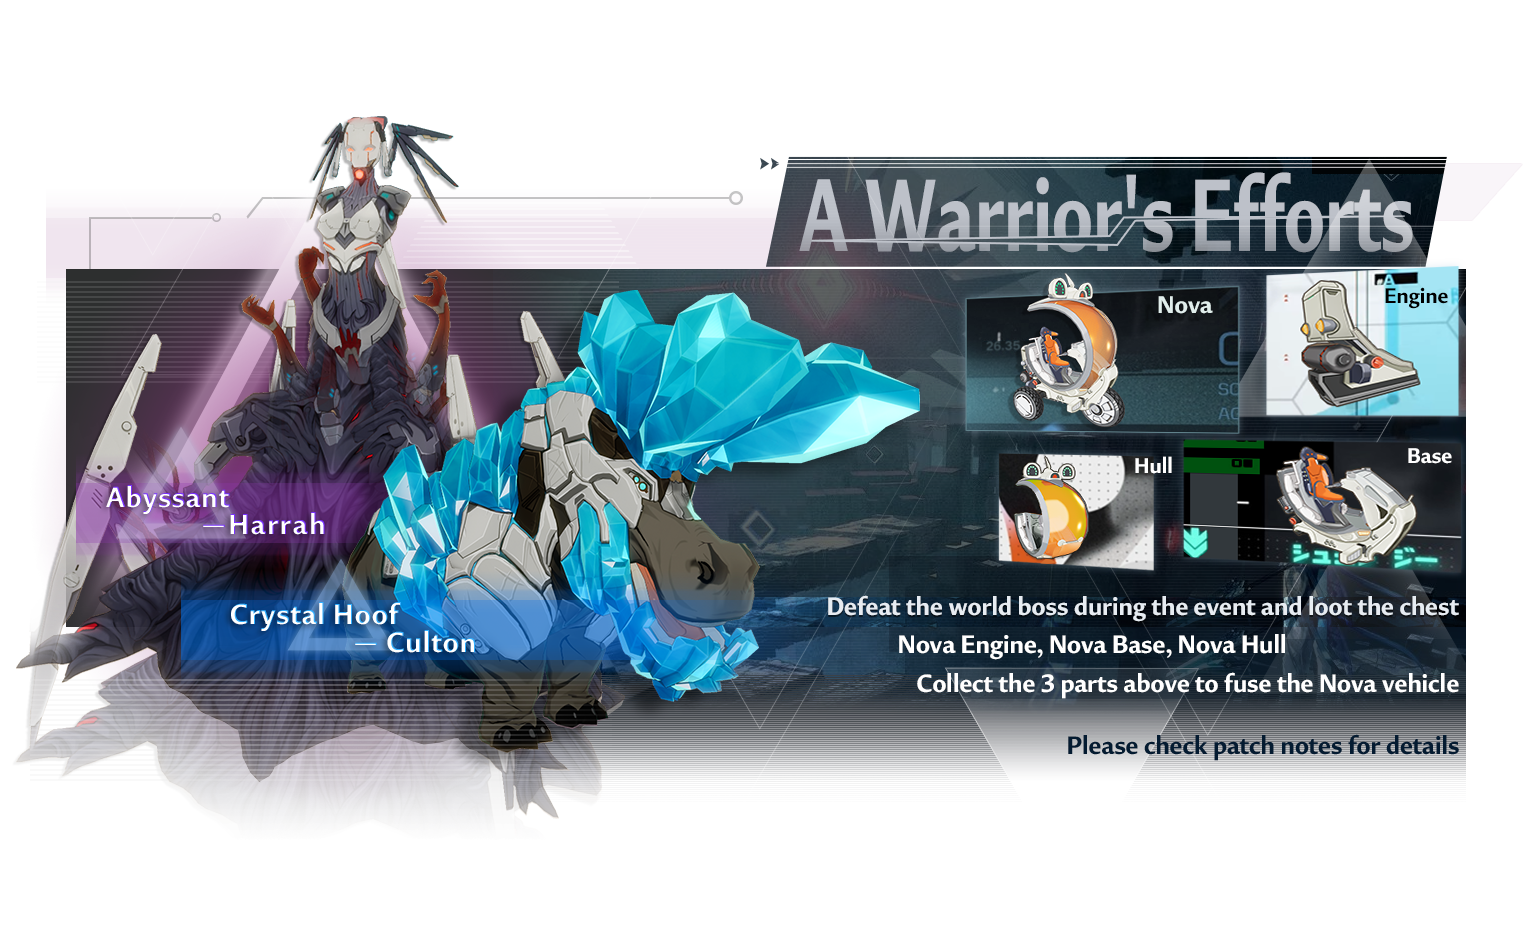 A Warrior's Efforts
Nova
Engine
26.35
Hull
Base
Abyssant
—Harrah
Crystal Hoof
— Culton
Defeat the world boss during the event and loot the chest
Nova Engine, Nova Base, Nova Hull
Collect the 3 parts above to fuse the Nova vehicle
Please check patch notes for details